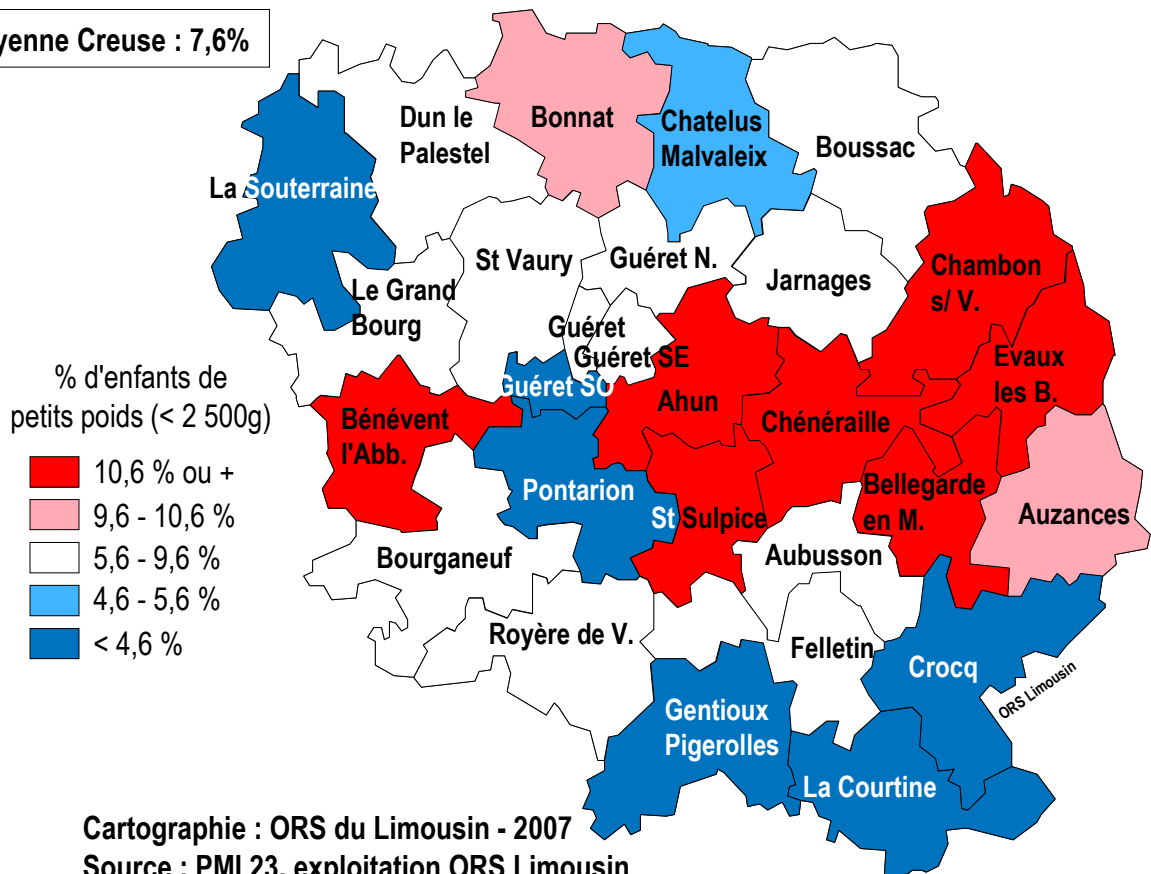 yenne Creuse : 7,6%
Dun le
Palestel
Bonnat
Chatelus
Malvaleix
Boussac
La Souterraine
St Vaury
Guéret N.
Jarnages
Chambon
s/ V.
Le Grand
Bourg
Guéret
Guéret SE
Guéret SO
Evaux
les B.
Ahun
Chénéraille
Bénévent
l'Abb.
% d'enfants de
petits poids (< 2 500g)
10,6 % ou +
9,6 - 10,6 %
5,6 - 9,6 %
4,6 - 5,6 %
< 4,6 %
Pontarion
St Sulpice
Bellegarde
en M.
Auzances
Bourganeuf
Aubusson
Royère de V.
Felletin
Crocq
ORS Limousin
Gentioux
Pigerolles
La Courtine
Cartographie : ORS du Limousin - 2007
Source : PMI 23, exploitation ORS Limousin